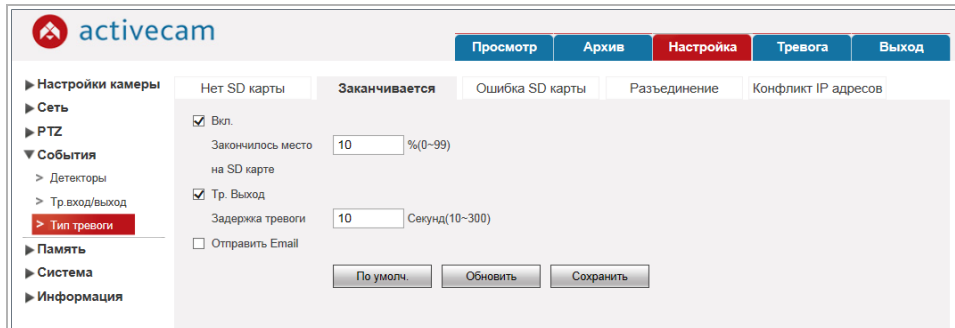 activecam
Просмотр Архив Настройка Тревога Выход
Настройки камеры
Сеть
PTZ
События
> Детекторы
> Тр.вход/выход
> Тип тревоги
Память
Система
Информация
Нет SD карты Заканчивается Ошибка SD карты Разъединение Конфликт IP адресов
Вкл.
Закончилось место 10 %(0~99)
на SD карте
Тр. Выход
Задержка тревоги 10 Секунд(10~300)
Отправить Email
По умолч. Обновить Сохранить